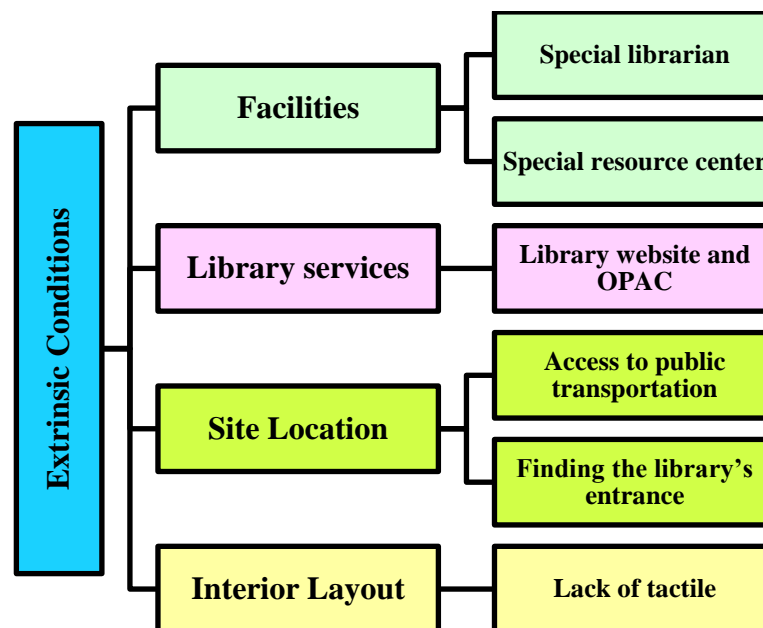 Extrinsic Conditions
Facilities
Special librarian
Special resource center
Library services
Library website and
OPAC
Site Location
Access to public
transportation
Finding the library’s
entrance
Interior Layout
Lack of tactile